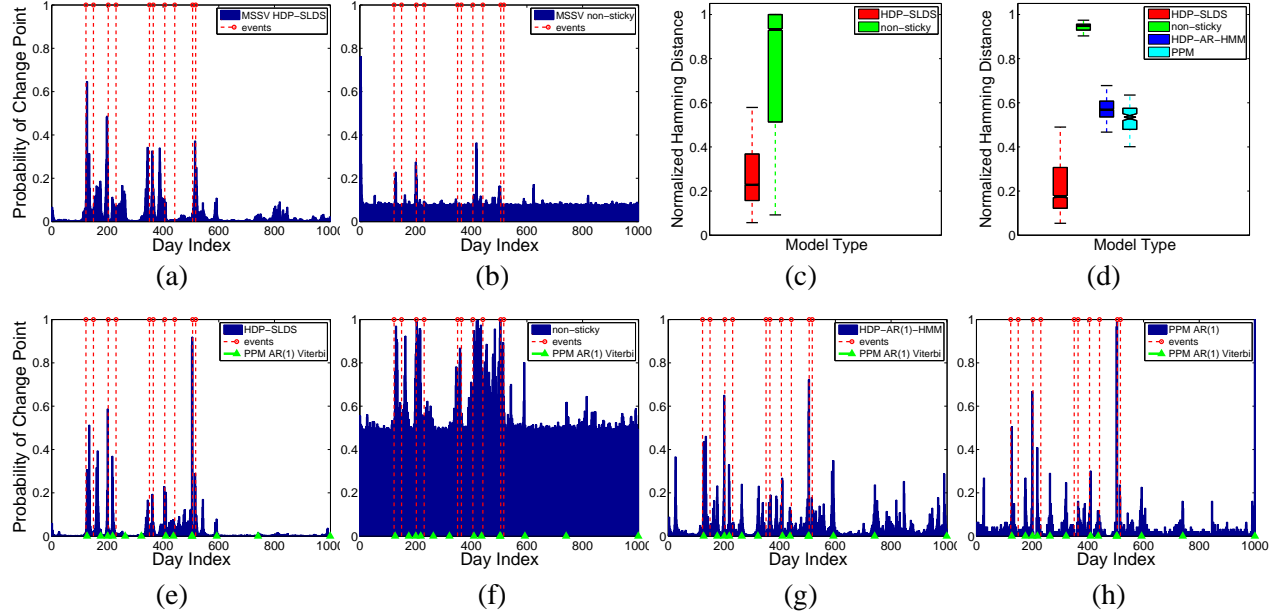 MSSV HDP-SLDS
events
Probability of Change Point
1
0.8
0.6
0.4
0.2
0
0 200 400 600 800 1000
Day Index
(a)
MSSV non-sticky
events
1
0.8
0.6
0.4
0.2
0
0 200 400 600 800 1000
Day Index
(b)
HDP-SLDS
non-sticky
Normalized Hamming Distance
1
0.8
0.6
0.4
0.2
0
Model Type
(c)
HDP-SLDS
non-sticky
HDP-AR-HMM
PPM
Normalized Hamming Distance
1
0.8
0.6
0.4
0.2
0
Model Type
(d)
HDP-SLDS
events
PPM AR(1) Viterbi
Probability of Change Point
1
0.8
0.6
0.4
0.2
0
0 200 400 600 800 1000
Day Index
(e)
non-sticky
events
PPM AR(1) Viterbi
1
0.8
0.6
0.4
0.2
0
0 200 400 600 800 1000
Day Index
(f)
HDP-AR(1)-HMM
events
PPM AR(1) Viterbi
1
0.8
0.6
0.4
0.2
0
0 200 400 600 800 1000
Day Index
(g)
PPM AR(1)
events
PPM AR(1) Viterbi
1
0.8
0.6
0.4
0.2
0
0 200 400 600 800 1000
Day Index
(h)